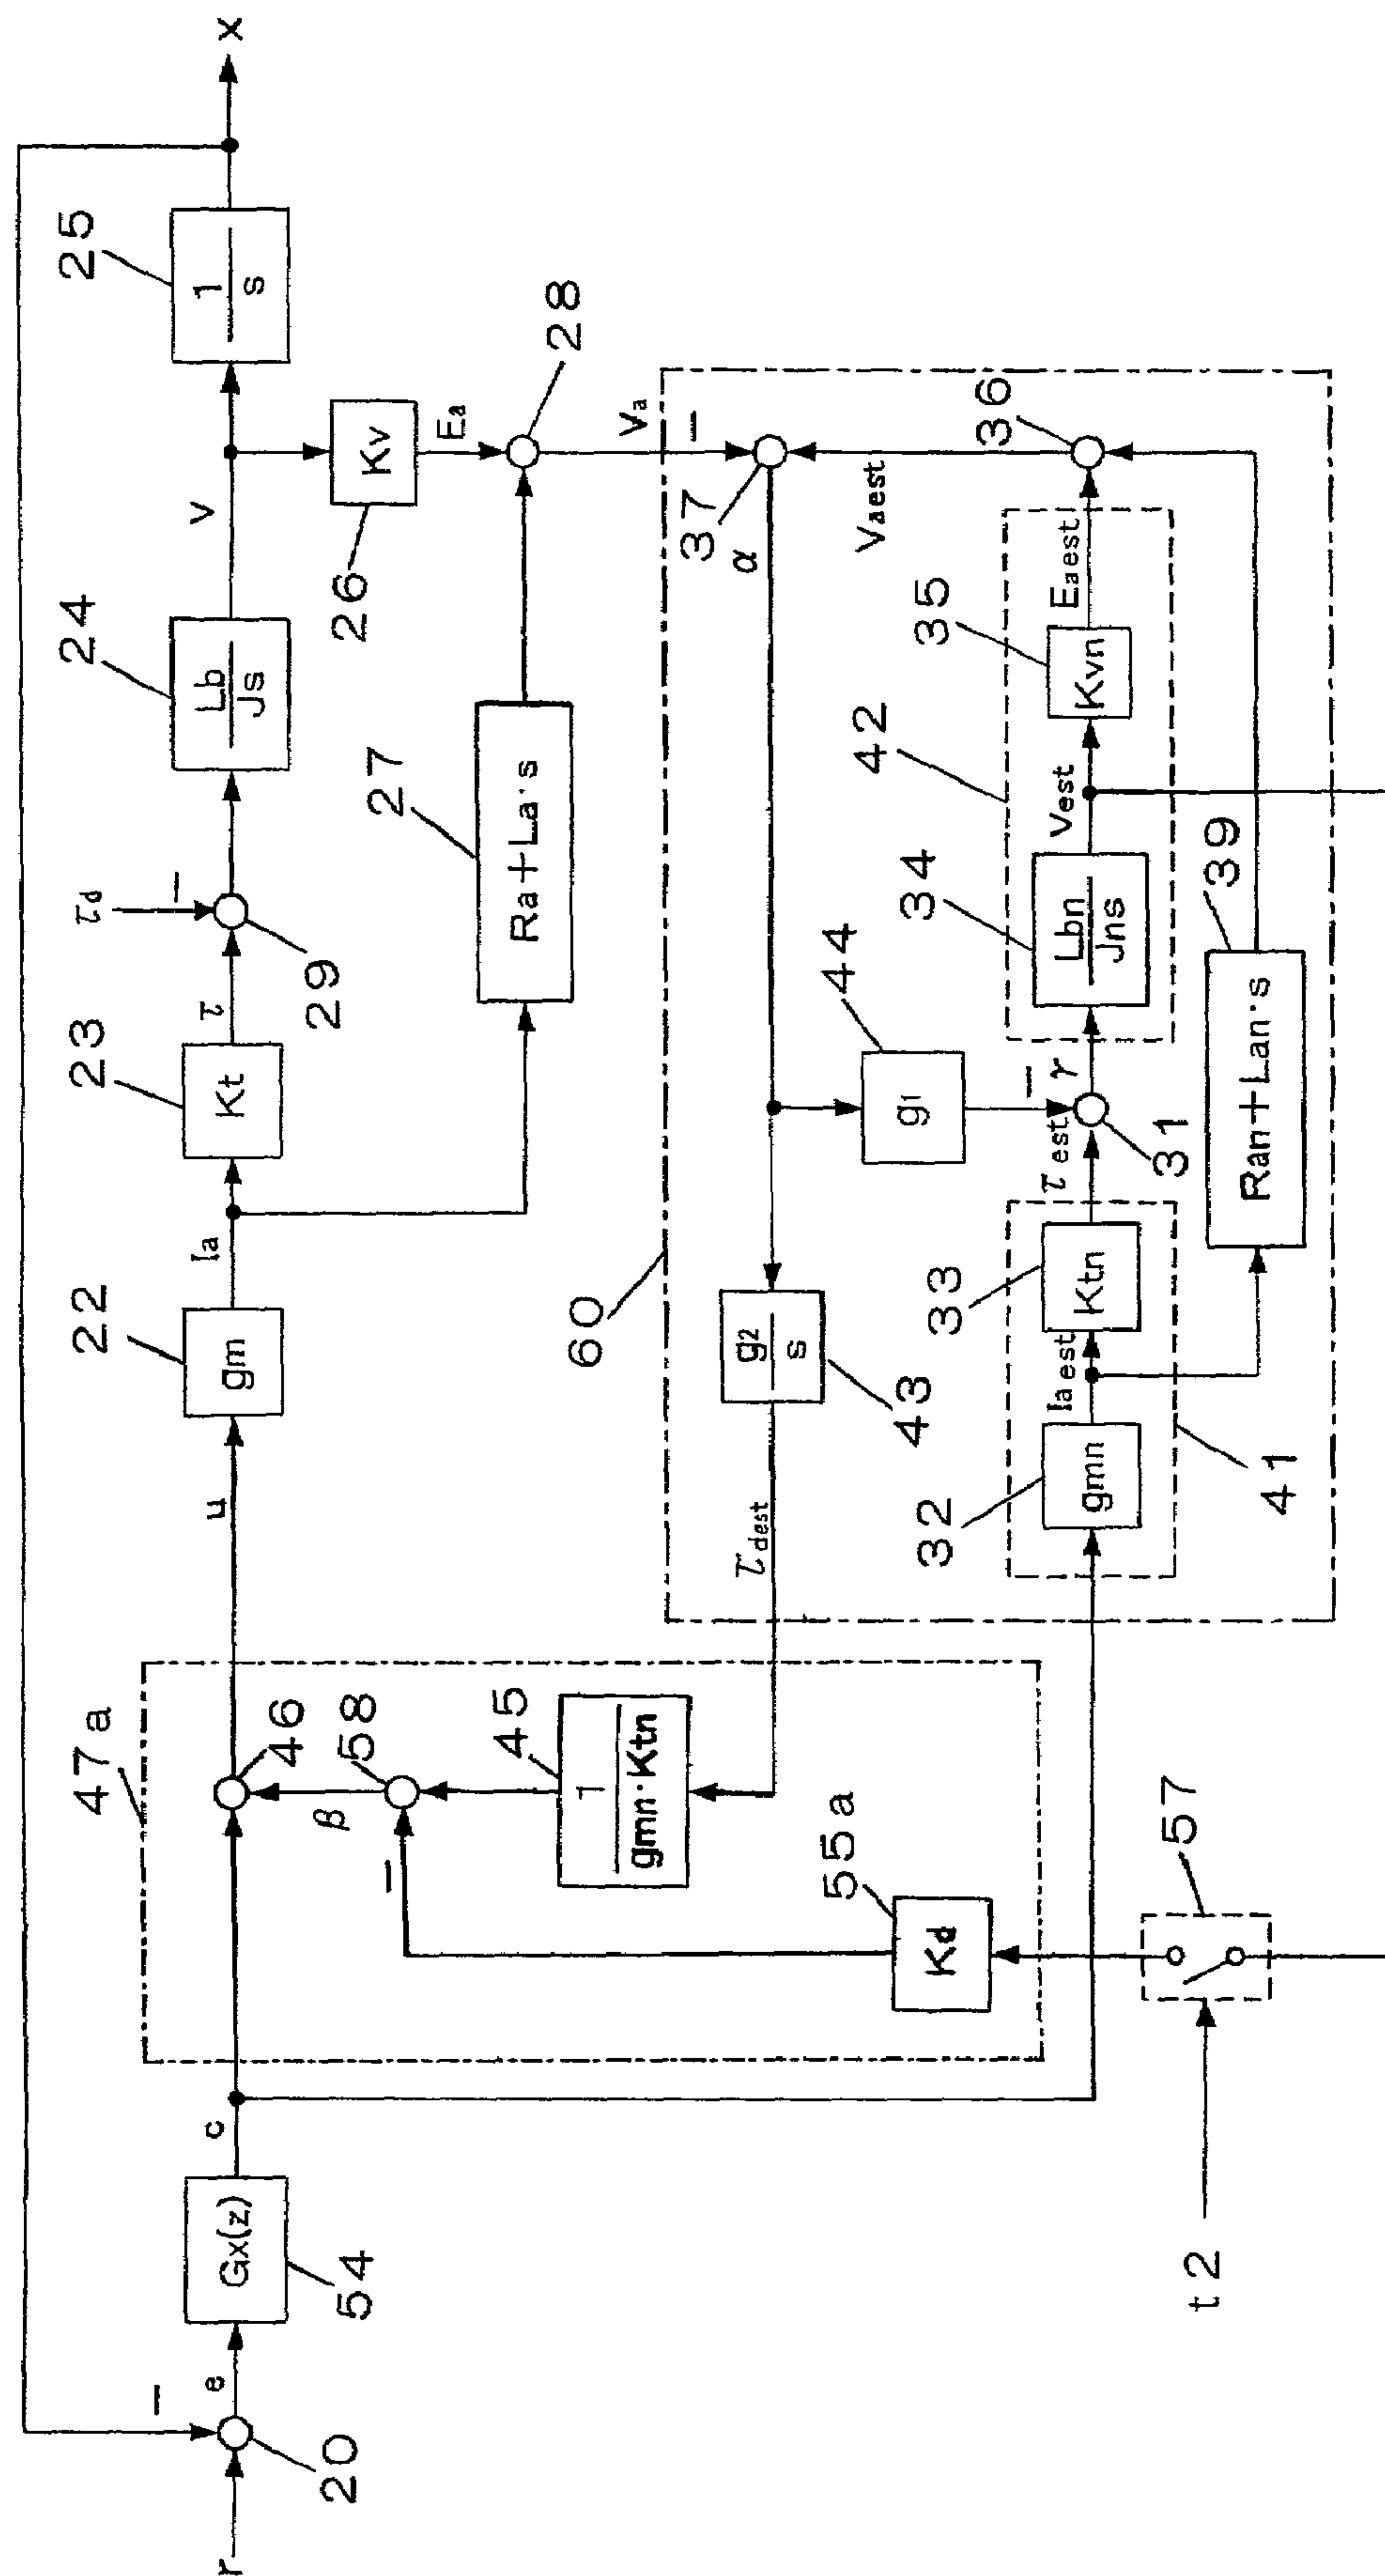 r
20
−
e
Gx(z)
54
c
47a
46
β
58
−
45
1
gmn·Ktn
55a
Kd
57
t2
u
22
gm
Ia
23
Kt
τ
29
τd
−
24
Lb
Js
V
25
1
s
X
26
Kv
Ea
27
Ra+La·s
28
Va
−
60
37
α
Vaest
36
43
g2
s
τdest
44
g1
−
41
32
gmn
Iaest
33
Ktn
τest
31
γ
42
34
Lbn
Jns
Vest
35
Kvn
Eaest
39
Ran+Lan·s